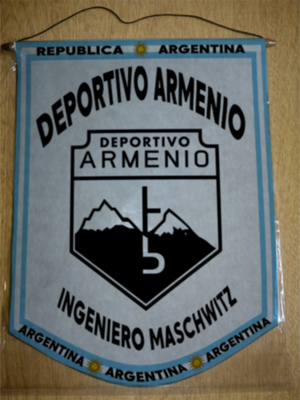 REPUBLICA ARGENTINA
DEPORTIVO ARMENIO
DEPORTIVO
ARMENIO
INGENIERO MASCHWITZ
ARGENTINA ARGENTINA ARGENTINA